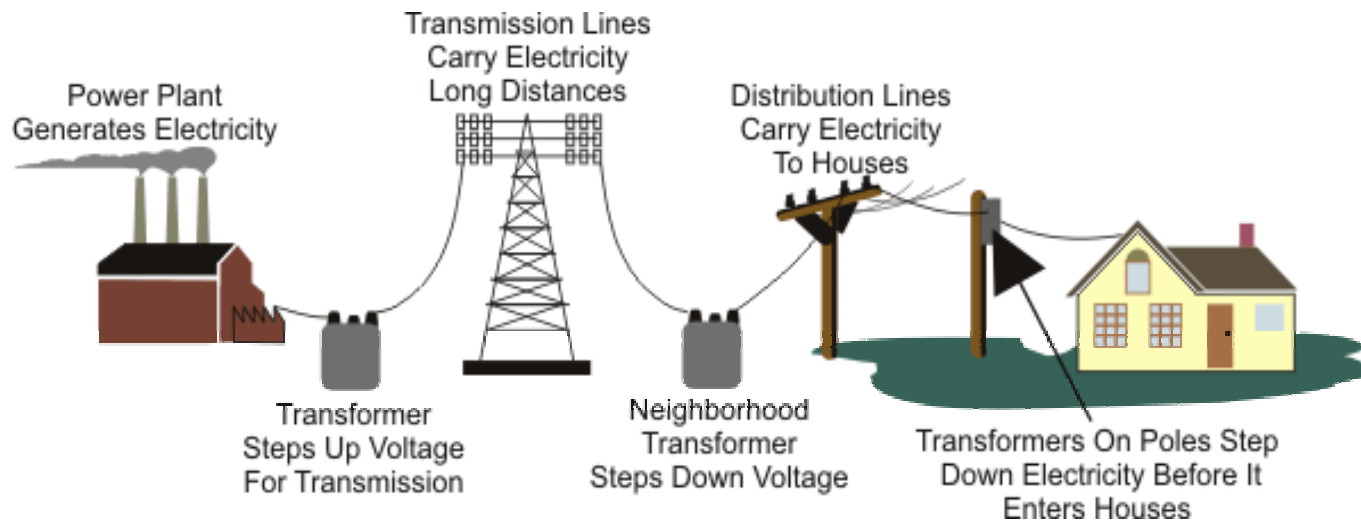 Power Plant
Generates Electricity
Transformer
Steps Up Voltage
For Transmission
Transmission Lines
Carry Electricity
Long Distances
Neighborhood
Transformer
Steps Down Voltage
Distribution Lines
Carry Electricity
To Houses
Transformers On Poles Step
Down Electricity Before It
Enters Houses